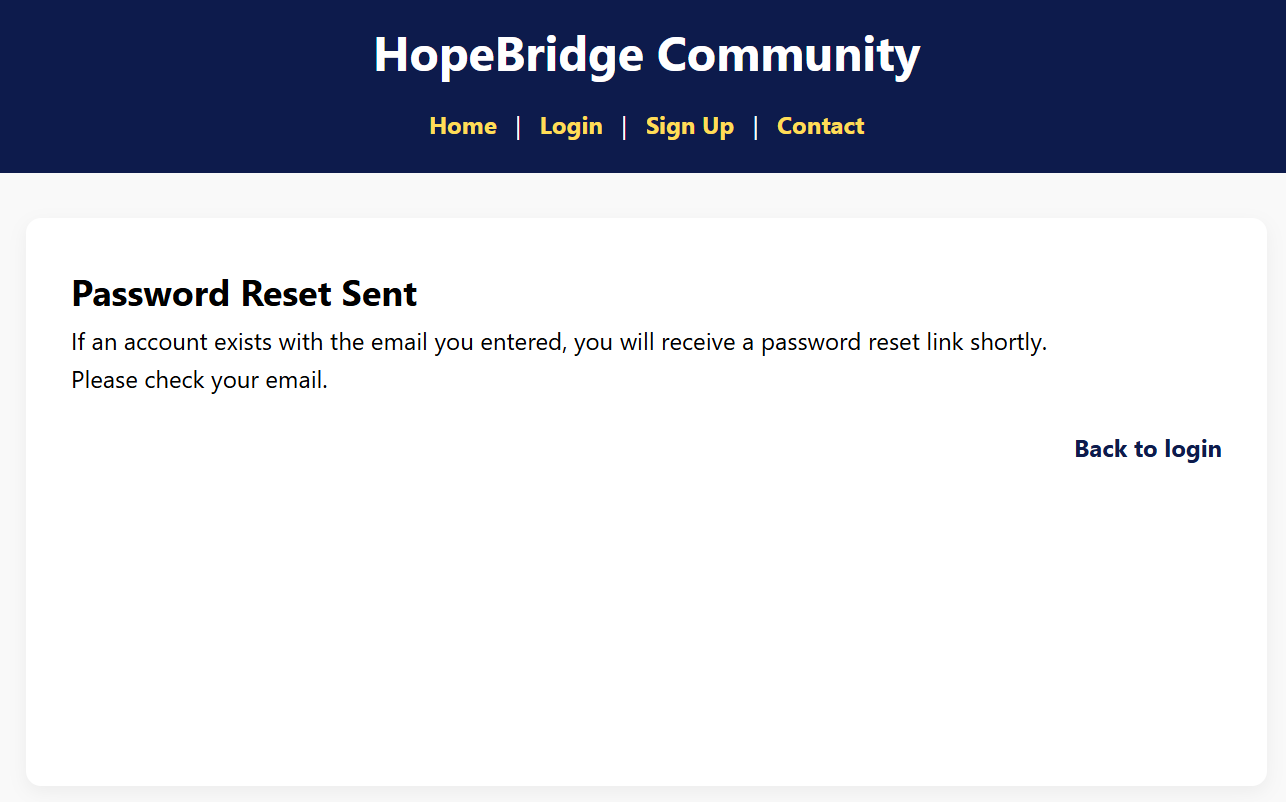 HopeBridge Community
Home | Login | Sign Up | Contact
Password Reset Sent
If an account exists with the email you entered, you will receive a password reset link shortly.
Please check your email.
Back to login